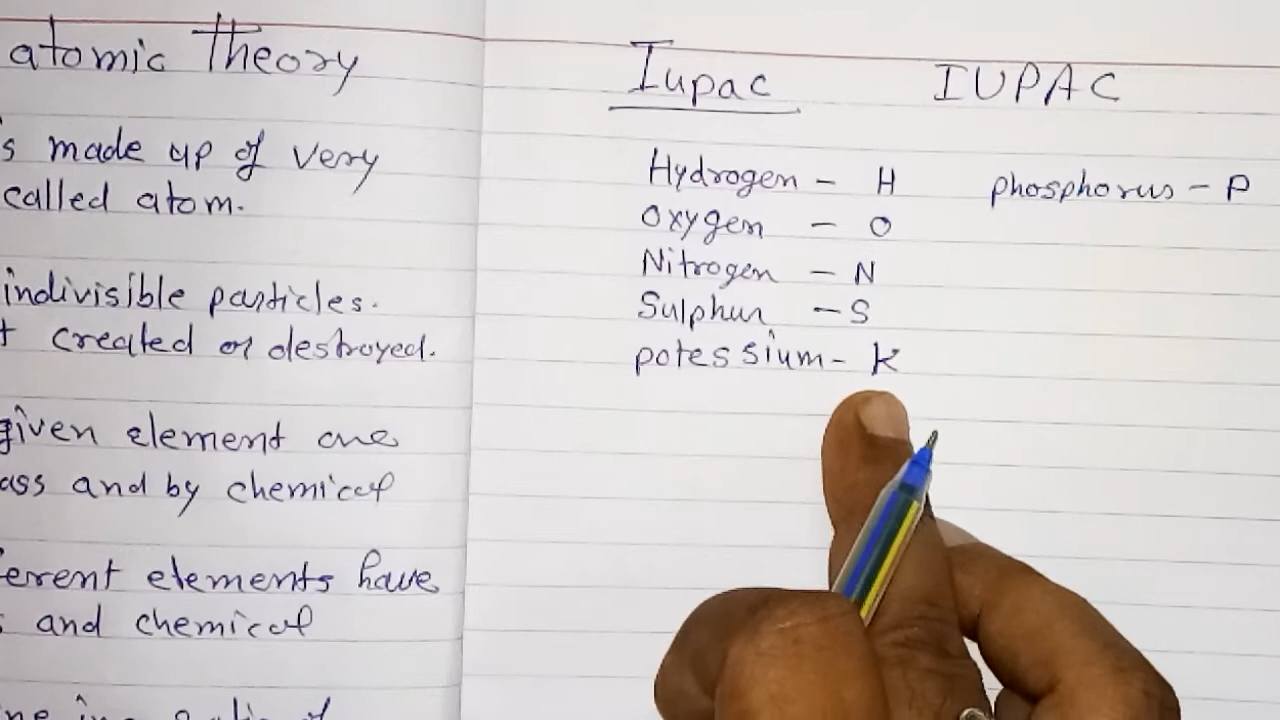 atomic Theory
s made up of very
called atom.
indivisible particles.
t created or destroyed.
given element are
ass and by chemical
erent elements have
s and chemical
Iupac IUPAC
Hydrogen - H phosphorus - P
Oxygen - O
Nitrogen - N
Sulphur - S
potessium - K